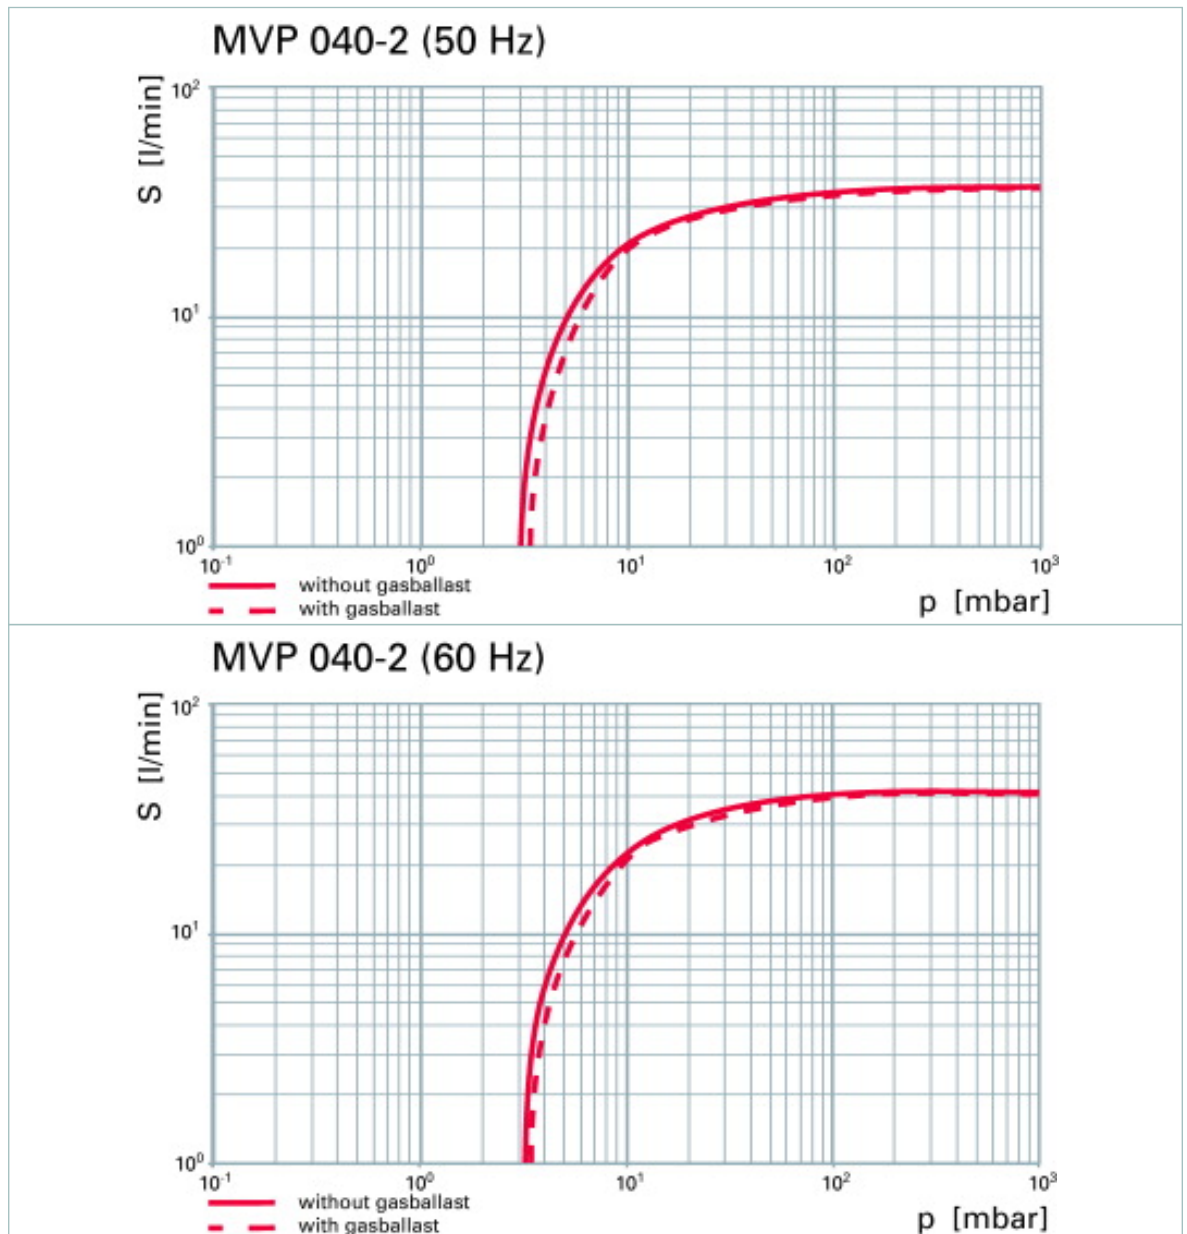 MVP 040-2 (50 Hz)
S [l/min]
10²
10¹
10⁰
10⁻¹ 10⁰ 10¹ 10² 10³
without gasballast
with gasballast
p [mbar]
MVP 040-2 (60 Hz)
S [l/min]
10²
10¹
10⁰
10⁻¹ 10⁰ 10¹ 10² 10³
without gasballast
with gasballast
p [mbar]